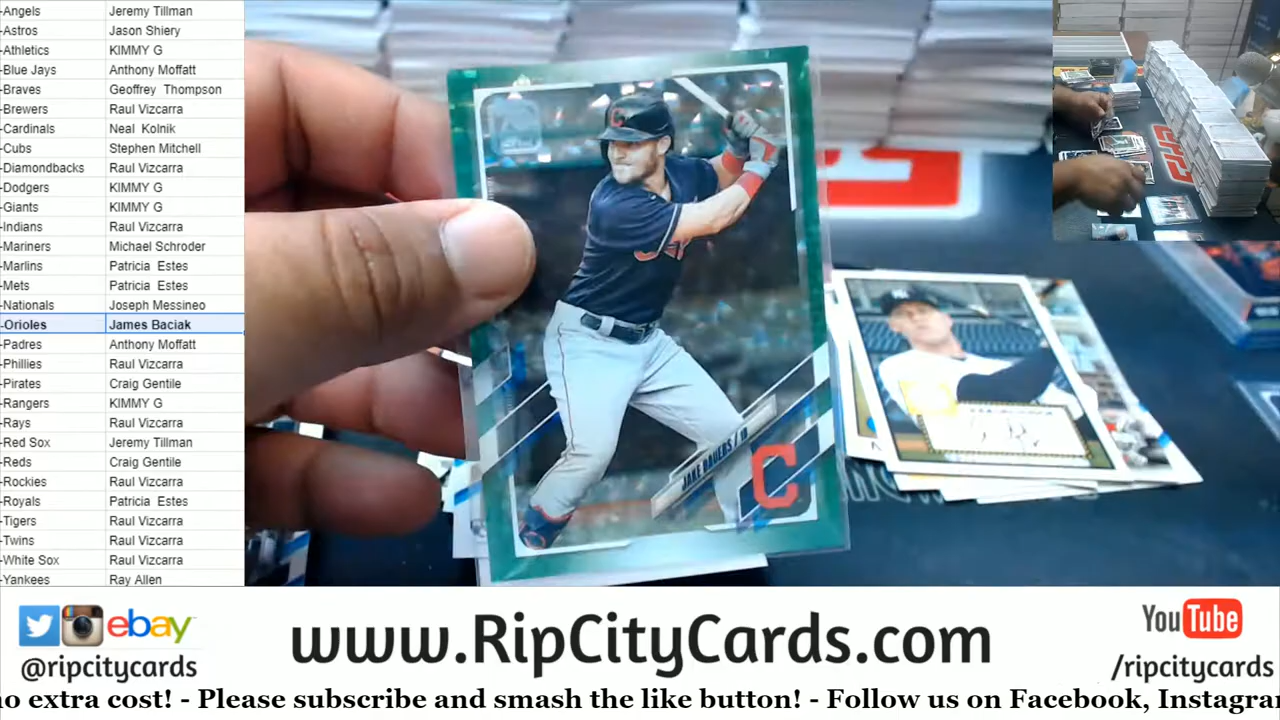 -Angels Jeremy Tillman
-Astros Jason Shiery
-Athletics KIMMY G
-Blue Jays Anthony Moffatt
-Braves Geoffrey Thompson
-Brewers Raul Vizcarra
-Cardinals Neal Kolnik
-Cubs Stephen Mitchell
-Diamondbacks Raul Vizcarra
-Dodgers KIMMY G
-Giants KIMMY G
-Indians Raul Vizcarra
-Mariners Michael Schroder
-Marlins Patricia Estes
-Mets Patricia Estes
-Nationals Joseph Messineo
-Orioles James Baciak
-Padres Anthony Moffatt
-Phillies Raul Vizcarra
-Pirates Craig Gentile
-Rangers KIMMY G
-Rays Raul Vizcarra
-Red Sox Jeremy Tillman
-Reds Craig Gentile
-Rockies Raul Vizcarra
-Royals Patricia Estes
-Tigers Raul Vizcarra
-Twins Raul Vizcarra
-White Sox Raul Vizcarra
-Yankees Ray Allen
C
JAKE BAUERS / 1B
C
ebay
@ripcitycards
www.RipCityCards.com
YouTube
/ripcitycards
no extra cost! - Please subscribe and smash the like button! - Follow us on Facebook, Instagra